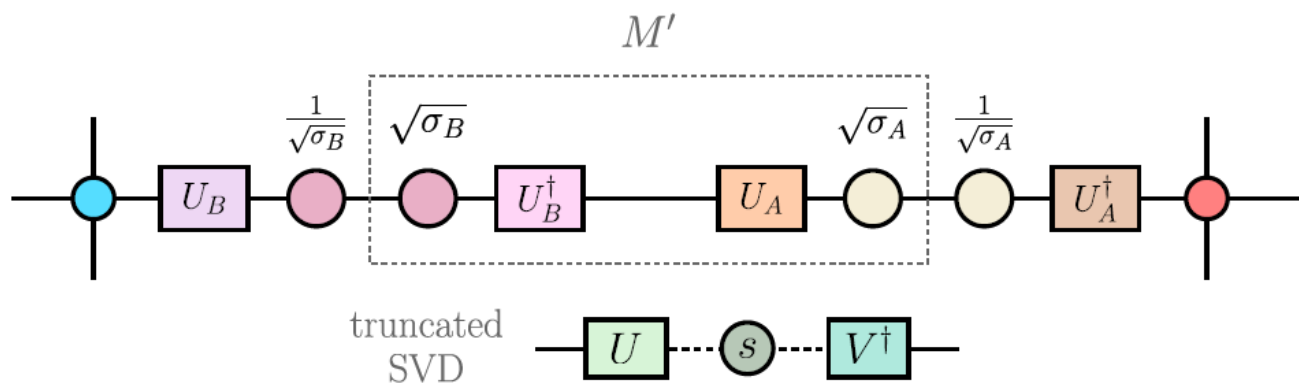 M′
1/√σ_B √σ_B √σ_A 1/√σ_A
U_B U_B† U_A U_A†
truncated
SVD
U s V†